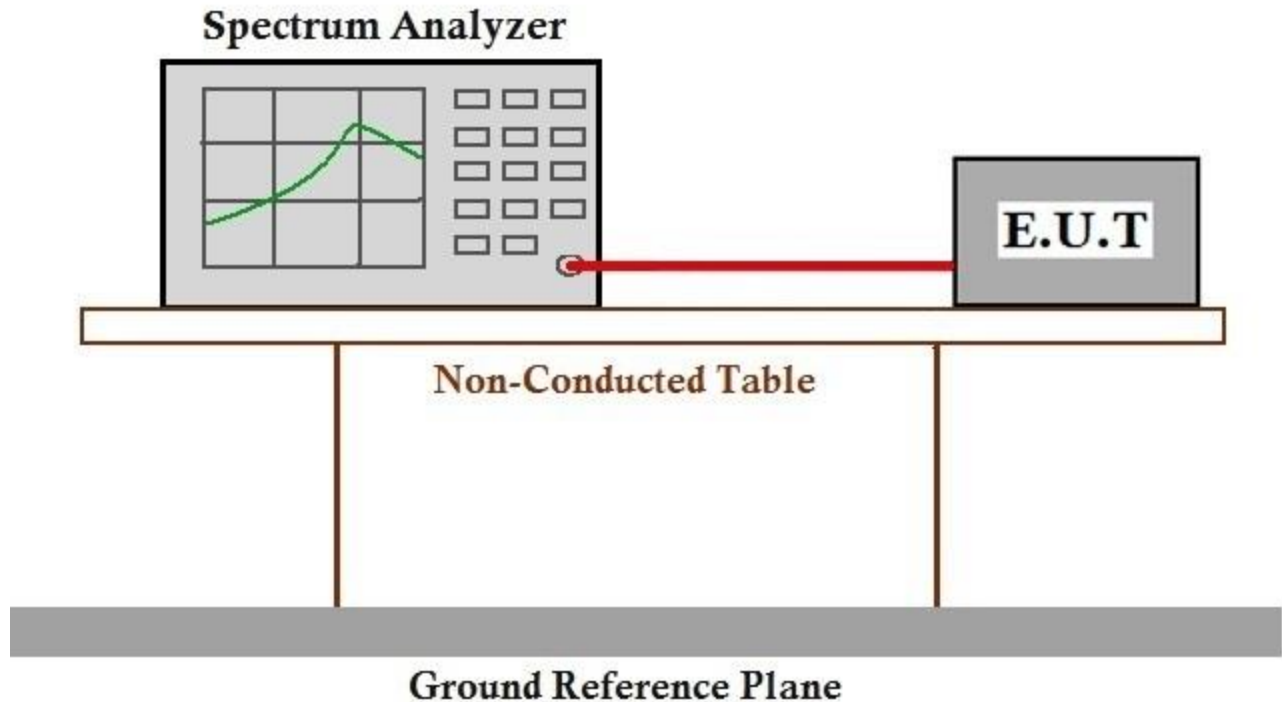 Spectrum Analyzer
E.U.T
Non-Conducted Table
Ground Reference Plane